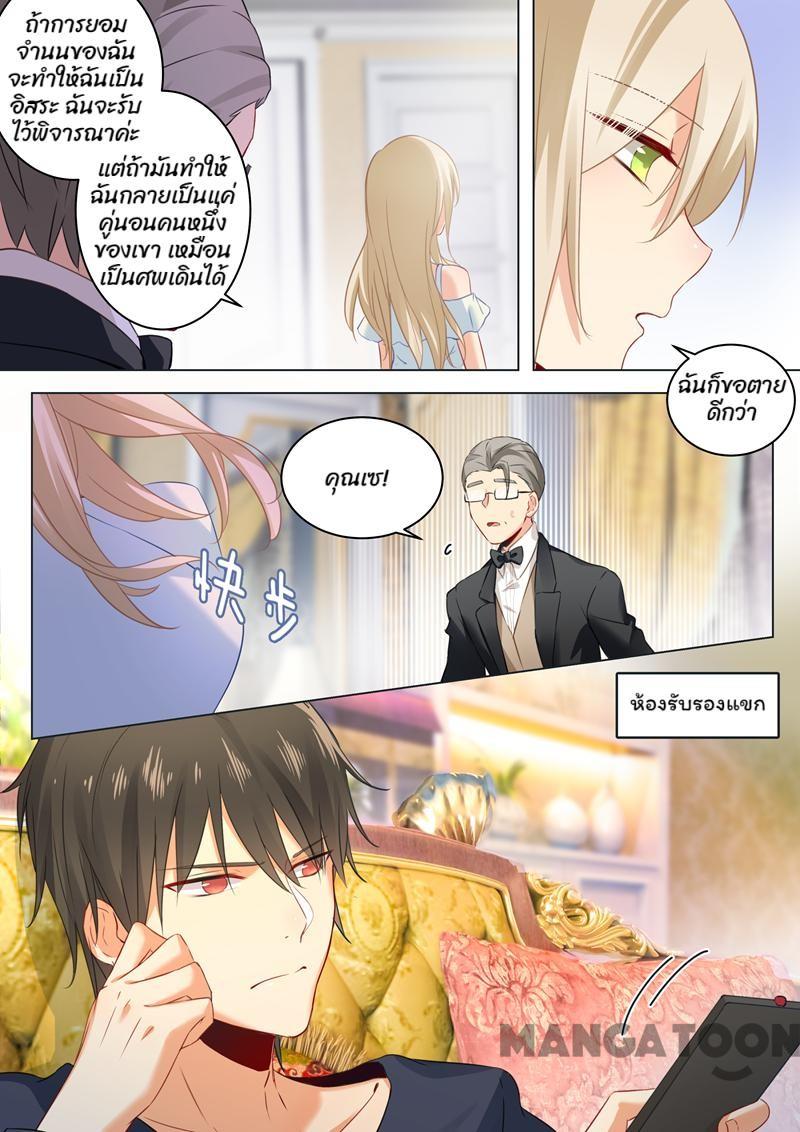 ถ้าการยอม
จำนนของฉัน
จะทำให้ฉันเป็น
อิสระ ฉันจะรับ
ไว้พิจารณาค่ะ
แต่ถ้ามันทำให้
ฉันกลายเป็นแค่
คู่นอนคนหนึ่ง
ของเขา เหมือน
เป็นศพเดินได้
ฉันก็ขอตาย
ดีกว่า
คุณเซ!
快步
ห้องรับรองแขก
MANGATOON